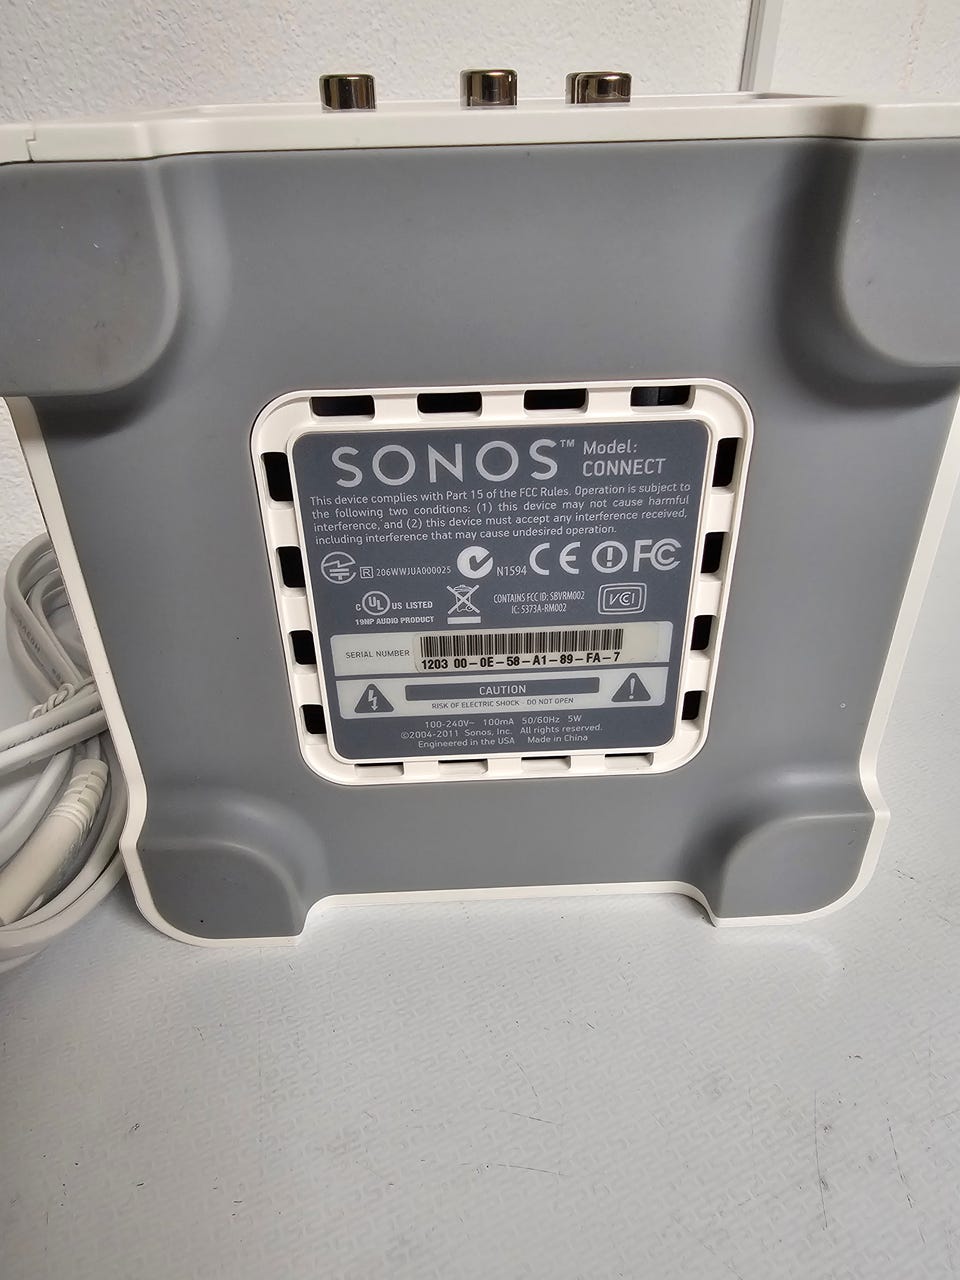 SONOS™ Model:
CONNECT
This device complies with Part 15 of the FCC Rules. Operation is subject to
the following two conditions: (1) this device may not cause harmful
interference, and (2) this device must accept any interference received,
including interference that may cause undesired operation.
R 206WWJUA000025 N1594 CE FC
C UL US LISTED
19NP AUDIO PRODUCT
CONTAINS FCC ID: SBVRM002
IC: 5373A-RM002
VCI
SERIAL NUMBER
1203 00-0E-58-A1-89-FA-7
CAUTION
RISK OF ELECTRIC SHOCK - DO NOT OPEN
100-240V~ 100mA 50/60Hz 5W
©2004-2011 Sonos, Inc. All rights reserved.
Engineered in the USA Made in China